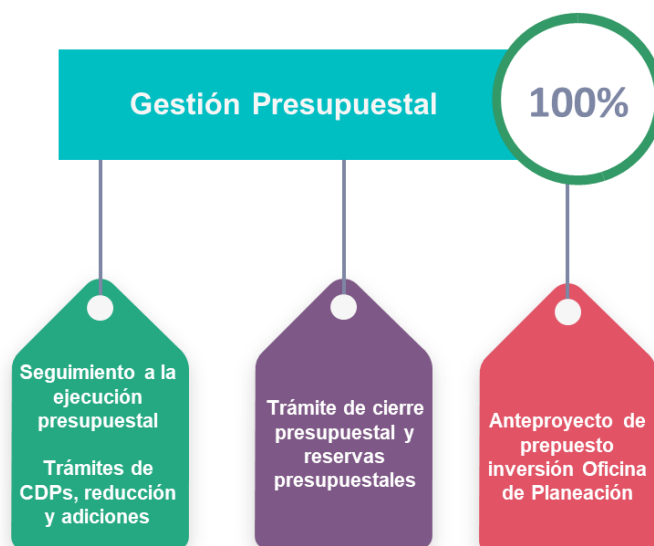 Gestión Presupuestal
100%
Seguimiento a la
ejecución
presupuestal
Trámites de
CDPs, reducción
y adiciones
Trámite de cierre
presupuestal y
reservas
presupuestales
Anteproyecto de
prepuesto
inversión Oficina
de Planeación